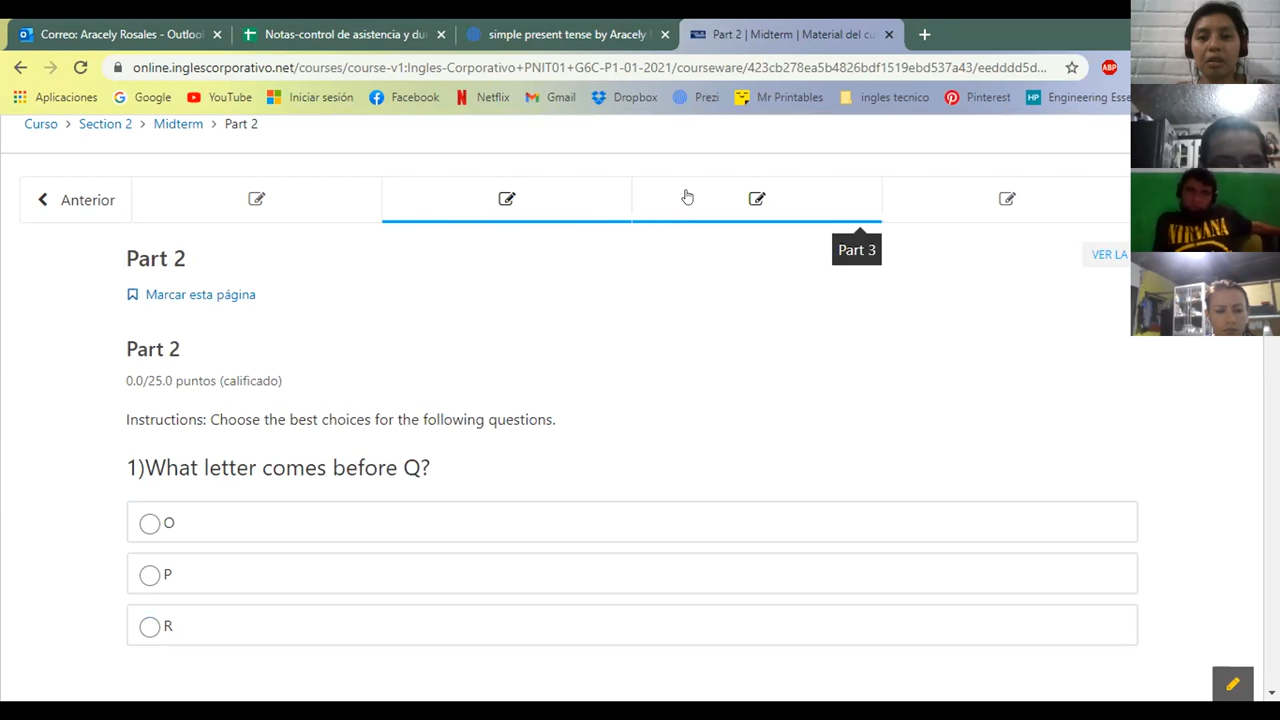 Correo: Aracely Rosales - Outlo
Notas-control de asistencia y du
simple present tense by Aracely
Part 2 | Midterm | Material del cu
online.inglescorporativo.net/courses/course-v1:Ingles-Corporativo+PNIT01+G6C-P1-01-2021/courseware/423cb278ea5b4826bdf1519ebd537a43/eedddd5d...
ABP
Aplicaciones
Google
YouTube
Iniciar sesión
Facebook
Netflix
Gmail
Dropbox
Prezi
Mr Printables
ingles tecnico
Pinterest
Engineering Esse
Curso > Section 2 > Midterm > Part 2
Anterior
Part 3
Part 2
VER LA
Marcar esta página
Part 2
0.0/25.0 puntos (calificado)
Instructions: Choose the best choices for the following questions.
1)What letter comes before Q?
O
P
R
NIRVANA